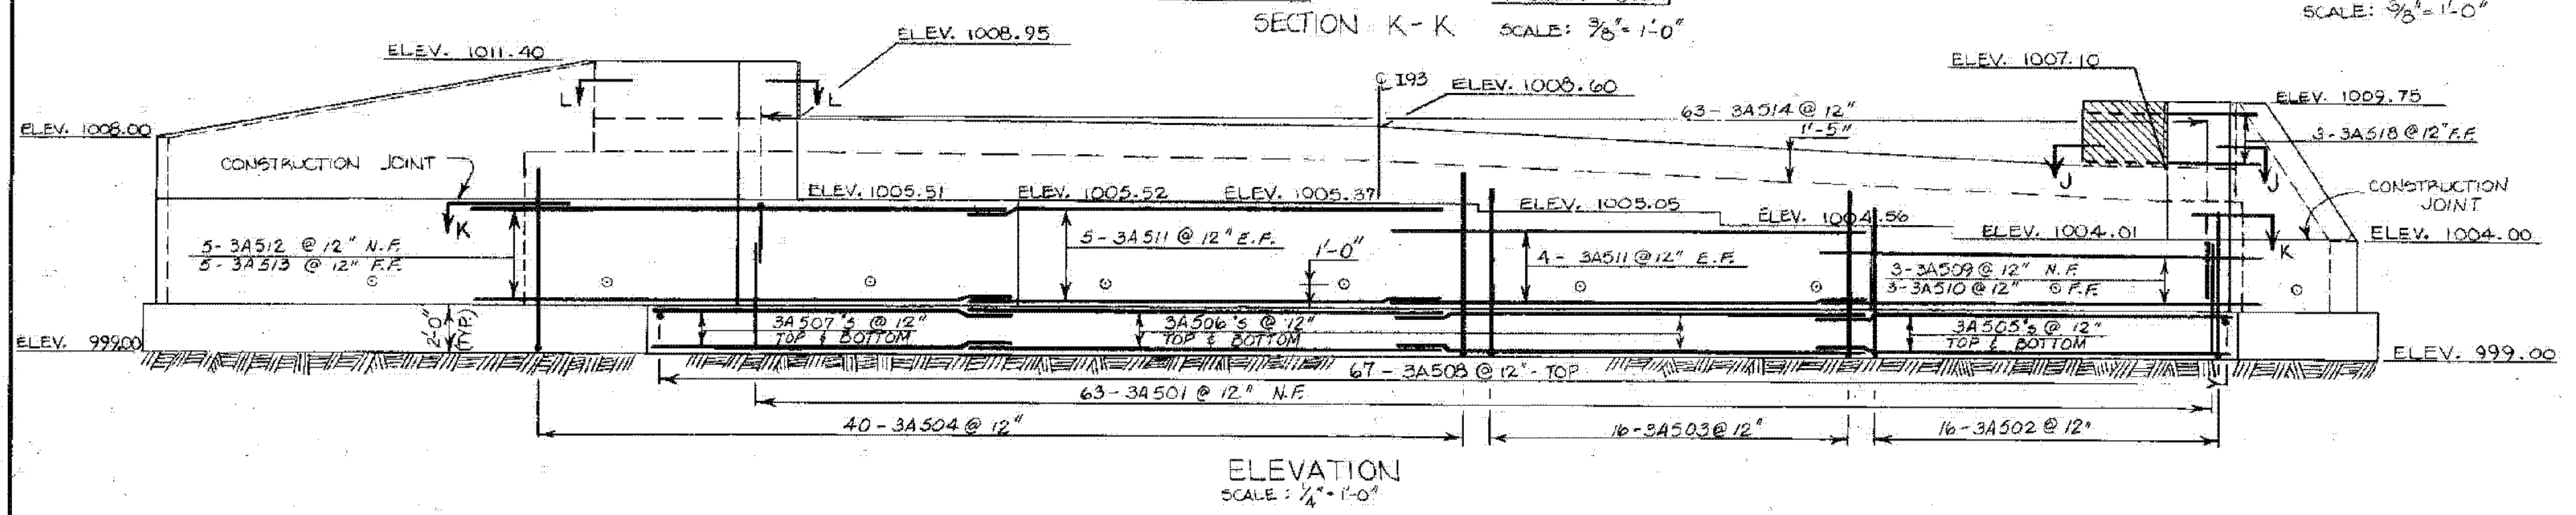 SECTION K-K SCALE: 3/8"=1'-0"
SCALE: 3/8"=1'-0"
ELEV. 1011.40
ELEV. 1008.95
ELEV. 1007.10
L L
℄ I93
ELEV. 1008.60
ELEV. 1009.75
63-3A514 @ 12"
1'-5"
3-3A518 @ 12" F.F.
ELEV. 1008.00
CONSTRUCTION JOINT
J J
CONSTRUCTION
JOINT
ELEV. 1005.51
ELEV. 1005.52
ELEV. 1005.37
ELEV. 1005.05
ELEV. 1004.56
ELEV. 1004.01
ELEV. 1004.00
K
K
5-3A512 @ 12" N.F.
5-3A513 @ 12" F.F.
5-3A511 @ 12" E.F.
1'-0"
4-3A511 @ 12" E.F.
3-3A509 @ 12" N.F.
3-3A510 @ 12" F.F.
2'-0"
(TYP.)
3A507's @ 12"
TOP & BOTTOM
3A506's @ 12"
TOP & BOTTOM
3A505's @ 12"
TOP & BOTTOM
ELEV. 999.00
ELEV. 999.00
67-3A508 @ 12"-TOP
63-3A501 @ 12" N.F.
40-3A504 @ 12"
16-3A503 @ 12"
16-3A502 @ 12"
ELEVATION
SCALE: 1/4"=1'-0"